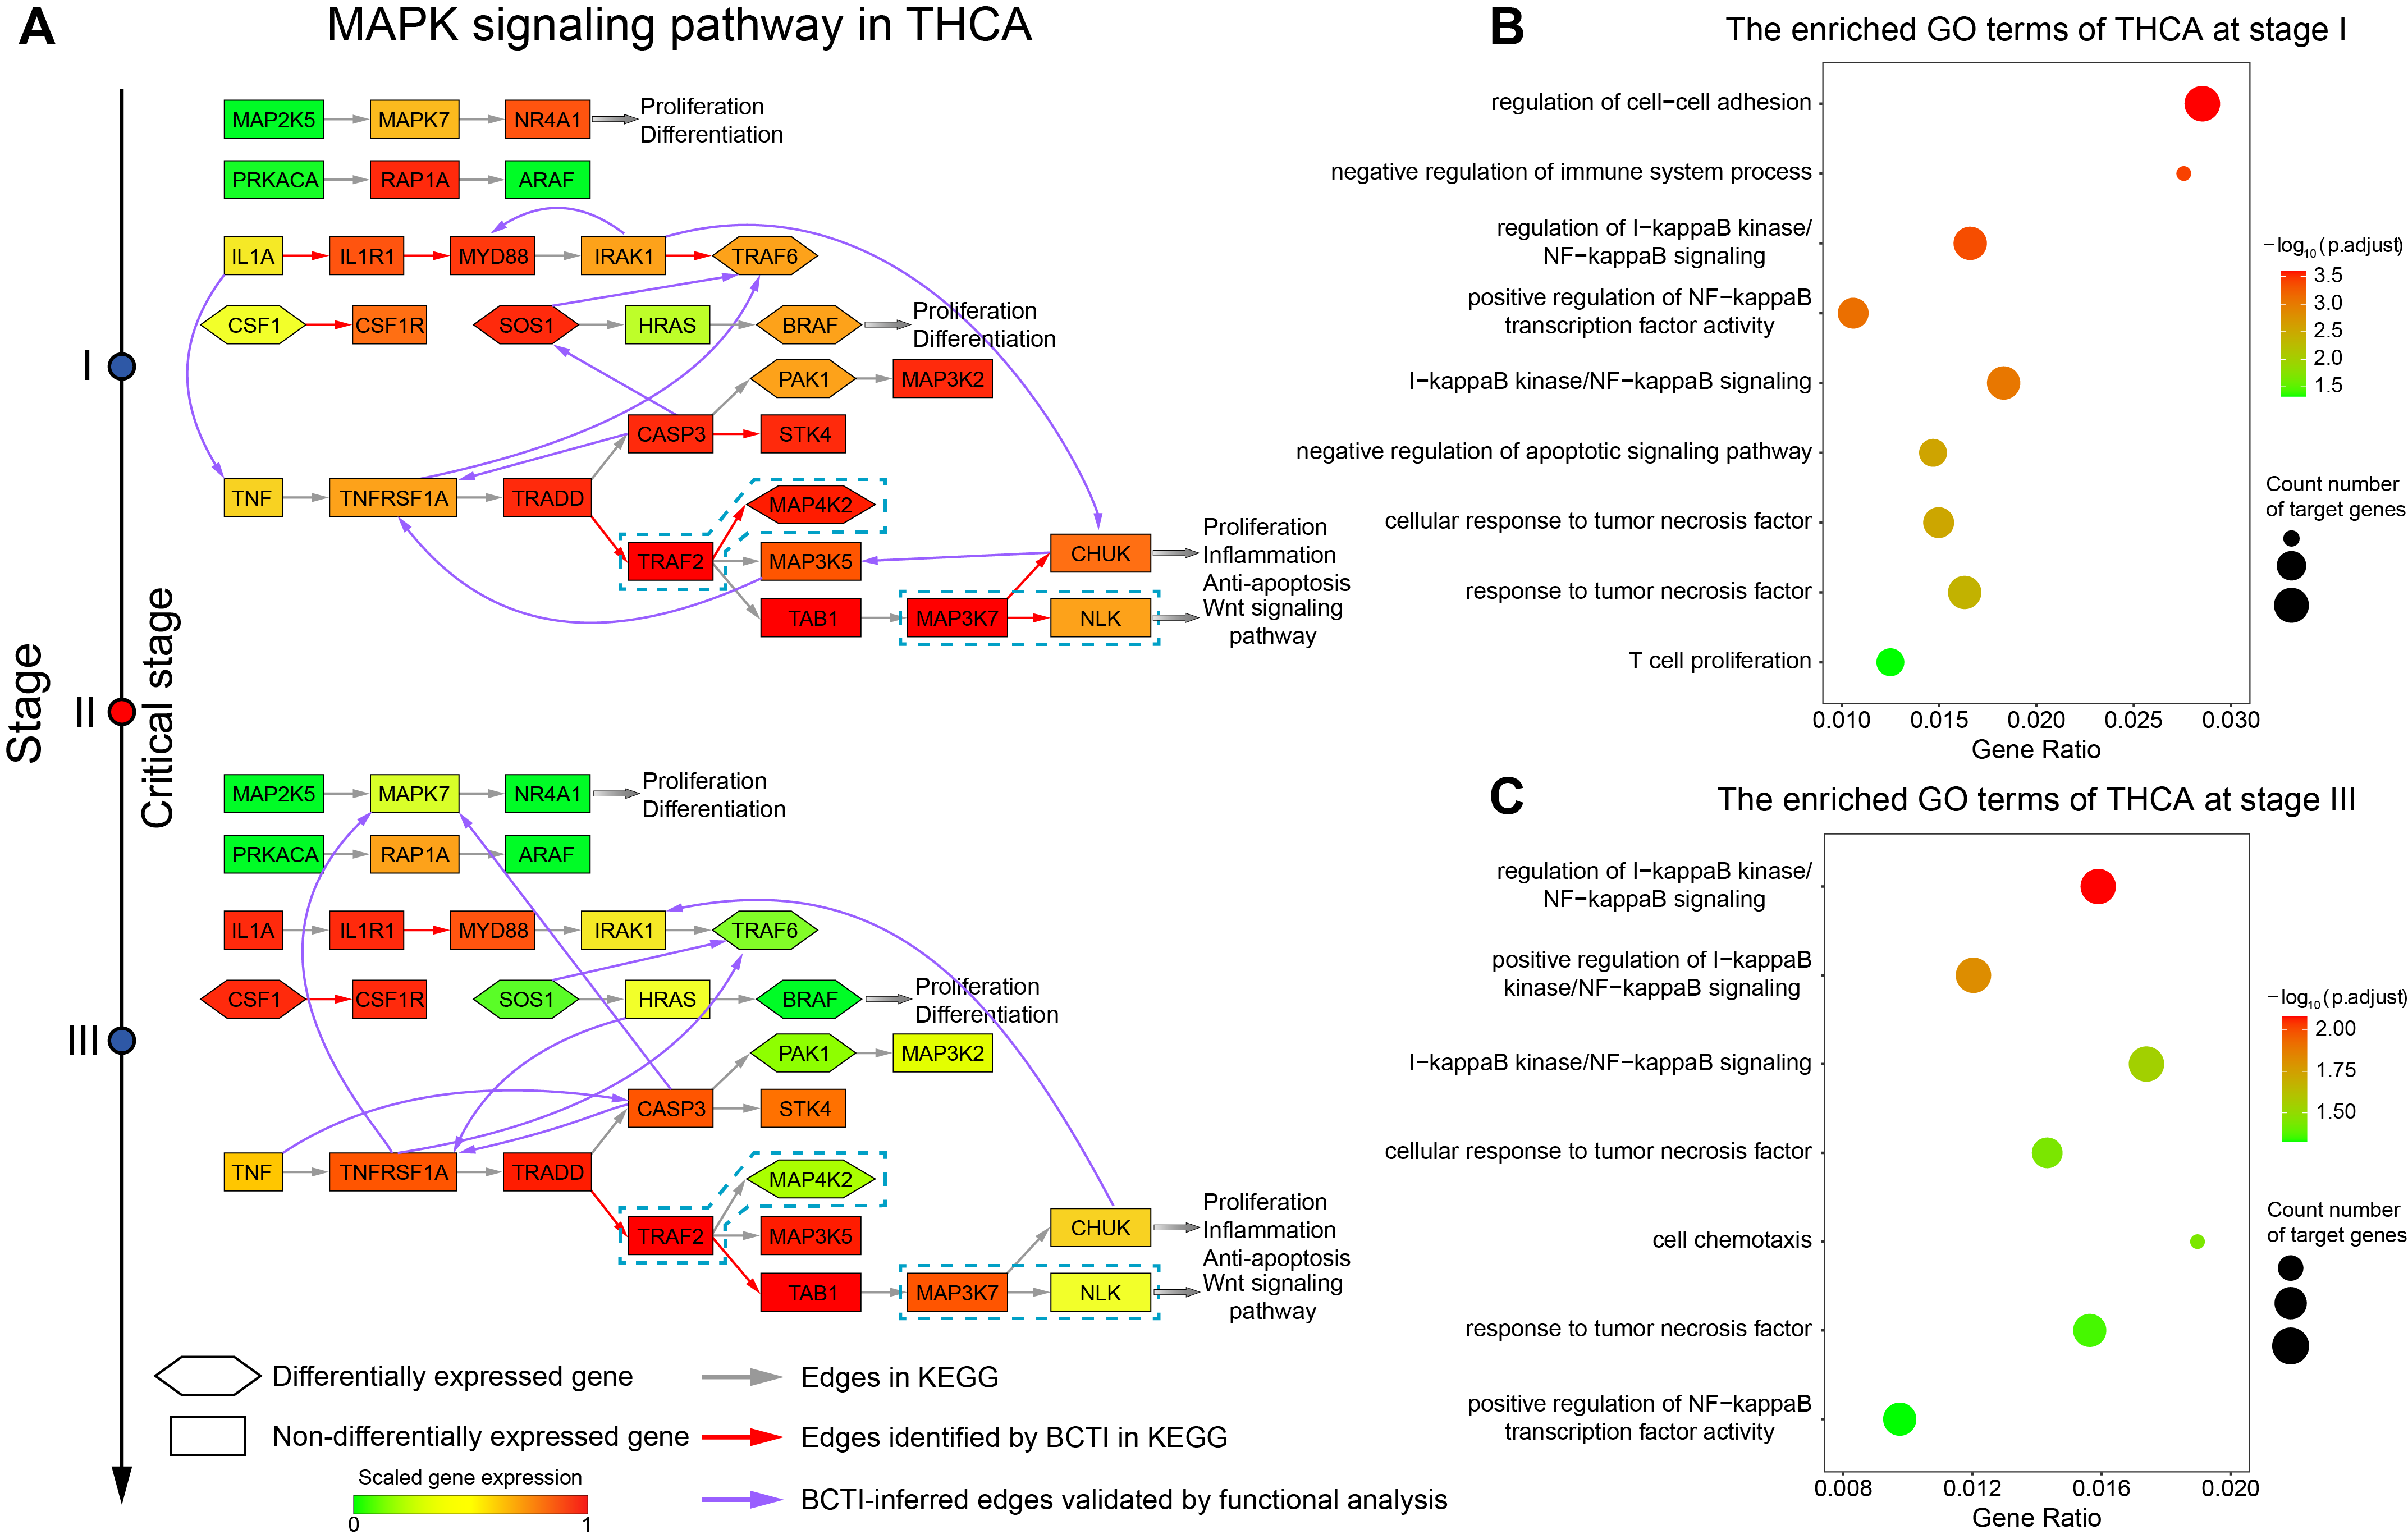 A
MAPK signaling pathway in THCA
Stage
Critical stage
I
II
III
MAP2K5
MAPK7
NR4A1
Proliferation
Differentiation
PRKACA
RAP1A
ARAF
IL1A
IL1R1
MYD88
IRAK1
TRAF6
CSF1
CSF1R
SOS1
HRAS
BRAF
Proliferation
Differentiation
PAK1
MAP3K2
CASP3
STK4
TNF
TNFRSF1A
TRADD
MAP4K2
TRAF2
MAP3K5
CHUK
Proliferation
Inflammation
Anti-apoptosis
TAB1
MAP3K7
NLK
Wnt signaling
pathway
MAP2K5
MAPK7
NR4A1
Proliferation
Differentiation
PRKACA
RAP1A
ARAF
IL1A
IL1R1
MYD88
IRAK1
TRAF6
CSF1
CSF1R
SOS1
HRAS
BRAF
Proliferation
Differentiation
PAK1
MAP3K2
CASP3
STK4
TNF
TNFRSF1A
TRADD
MAP4K2
TRAF2
MAP3K5
CHUK
Proliferation
Inflammation
Anti-apoptosis
TAB1
MAP3K7
NLK
Wnt signaling
pathway
Differentially expressed gene
Edges in KEGG
Non-differentially expressed gene
Edges identified by BCTI in KEGG
Scaled gene expression
0 1
BCTI-inferred edges validated by functional analysis
B
The enriched GO terms of THCA at stage I
regulation of cell−cell adhesion
negative regulation of immune system process
regulation of I−kappaB kinase/
NF−kappaB signaling
positive regulation of NF−kappaB
transcription factor activity
I−kappaB kinase/NF−kappaB signaling
negative regulation of apoptotic signaling pathway
cellular response to tumor necrosis factor
response to tumor necrosis factor
T cell proliferation
0.010 0.015 0.020 0.025 0.030
Gene Ratio
−log10(p.adjust)
3.5
3.0
2.5
2.0
1.5
Count number
of target genes
C
The enriched GO terms of THCA at stage III
regulation of I−kappaB kinase/
NF−kappaB signaling
positive regulation of I−kappaB
kinase/NF−kappaB signaling
I−kappaB kinase/NF−kappaB signaling
cellular response to tumor necrosis factor
cell chemotaxis
response to tumor necrosis factor
positive regulation of NF−kappaB
transcription factor activity
0.008 0.012 0.016 0.020
Gene Ratio
−log10(p.adjust)
2.00
1.75
1.50
Count number
of target genes